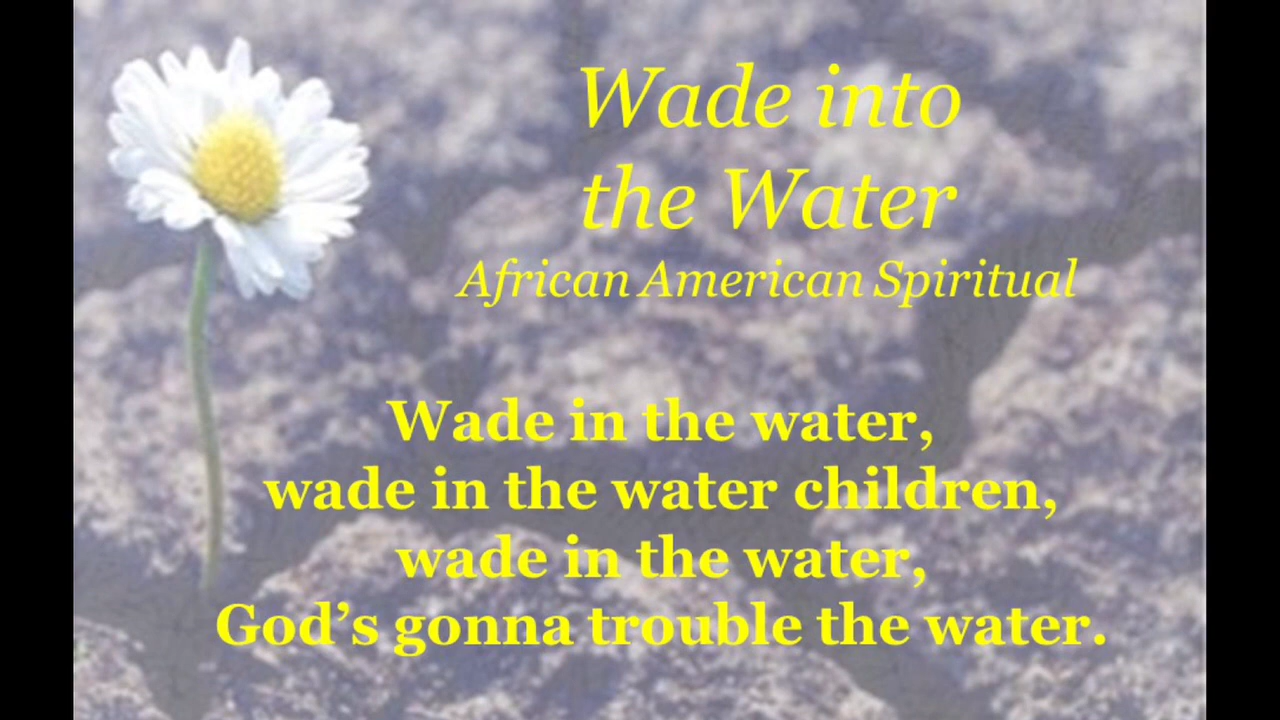 Wade into
the Water
African American Spiritual
Wade in the water,
wade in the water children,
wade in the water,
God’s gonna trouble the water.